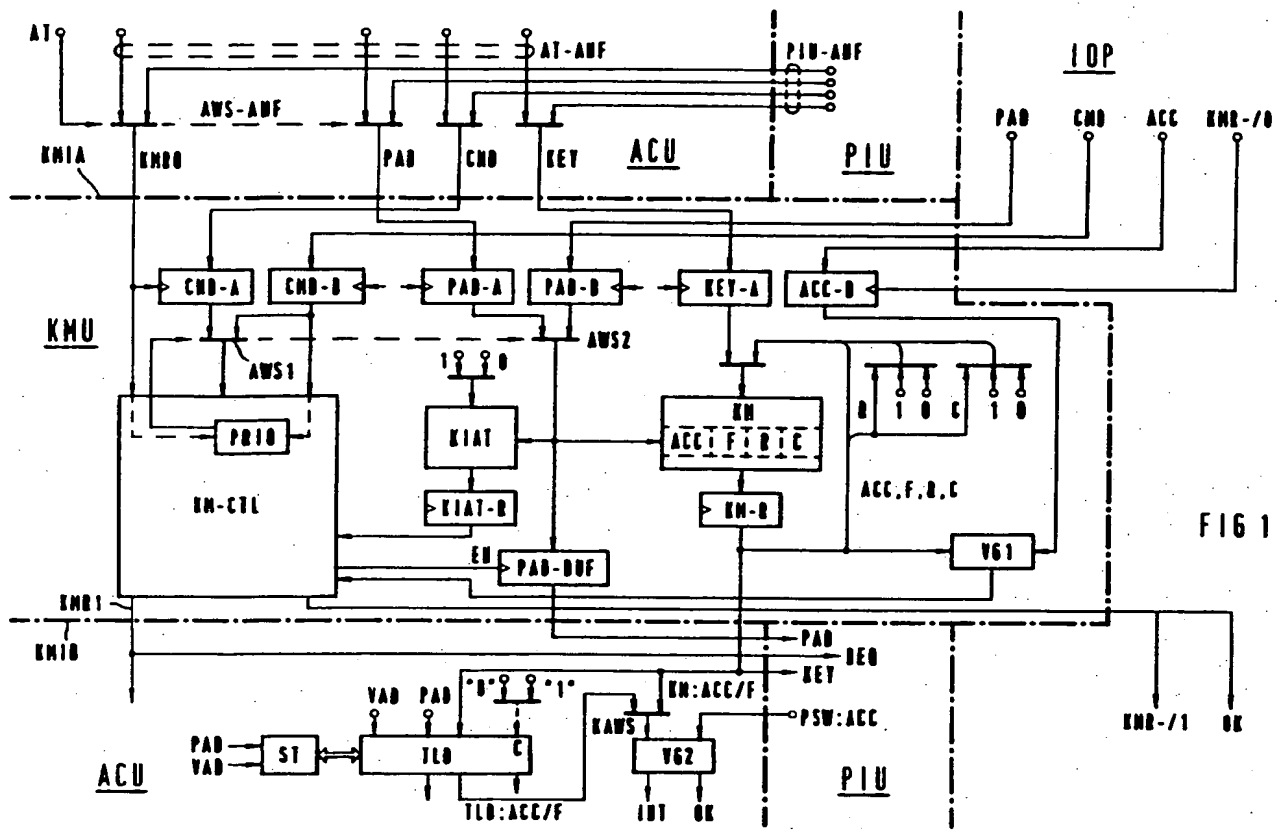 AT
AT-ANF
PIU-ANF
IOP
AWS-ANF
PAD
CMD
ACC
KMR-/0
KMIA
KMR0
PAD
CMD
KEY
ACU
PIU
CMD-A
CMD-B
PAD-A
PAD-B
KEY-A
ACC-B
KMU
AWS1
AWS2
1
0
R
1
0
C
1
0
PRIO
KIAT
KM
ACC
F
R
C
KM-CTL
KIAT-R
KM-R
ACC,F,R,C
FIG 1
EN
PAD-BUF
VG1
KMR1
KMIB
PAD
REQ
KEY
"0"
"1"
VAD
PAD
KM:ACC/F
KAWS
PSW:ACC
KMR-/1
OK
PAD
VAD
ST
TLB
C
VG2
ACU
TLB:ACC/F
INT
OK
PIU